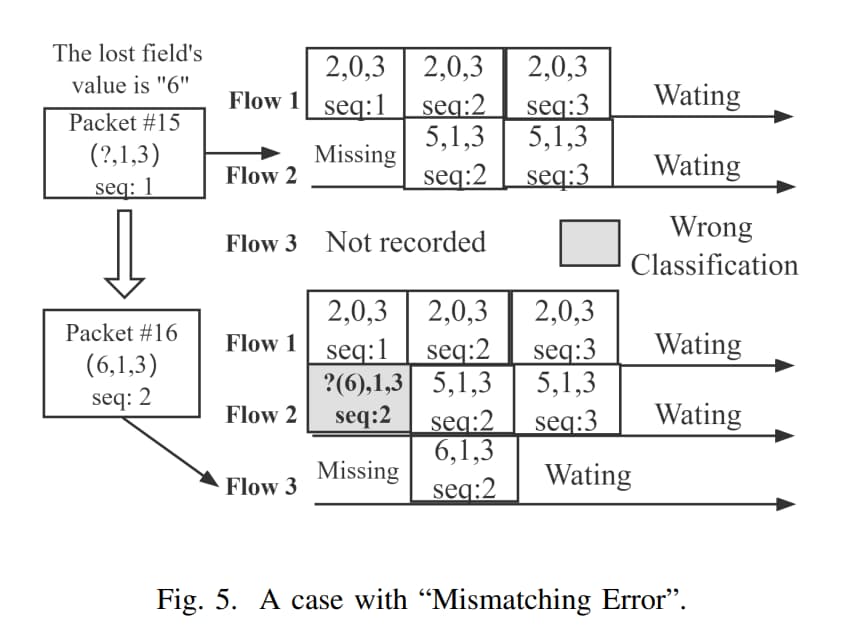 The lost field's
value is "6"
Packet #15
(?,1,3)
seq: 1
Flow 1
2,0,3
seq:1
2,0,3
seq:2
2,0,3
seq:3
Wating
Flow 2
Missing
5,1,3
seq:2
5,1,3
seq:3
Wating
Flow 3
Not recorded
Wrong
Classification
Packet #16
(6,1,3)
seq: 2
Flow 1
2,0,3
seq:1
2,0,3
seq:2
2,0,3
seq:3
Wating
Flow 2
?(6),1,3
seq:2
5,1,3
seq:2
5,1,3
seq:3
Wating
Flow 3
Missing
6,1,3
seq:2
Wating
Fig. 5. A case with “Mismatching Error”.